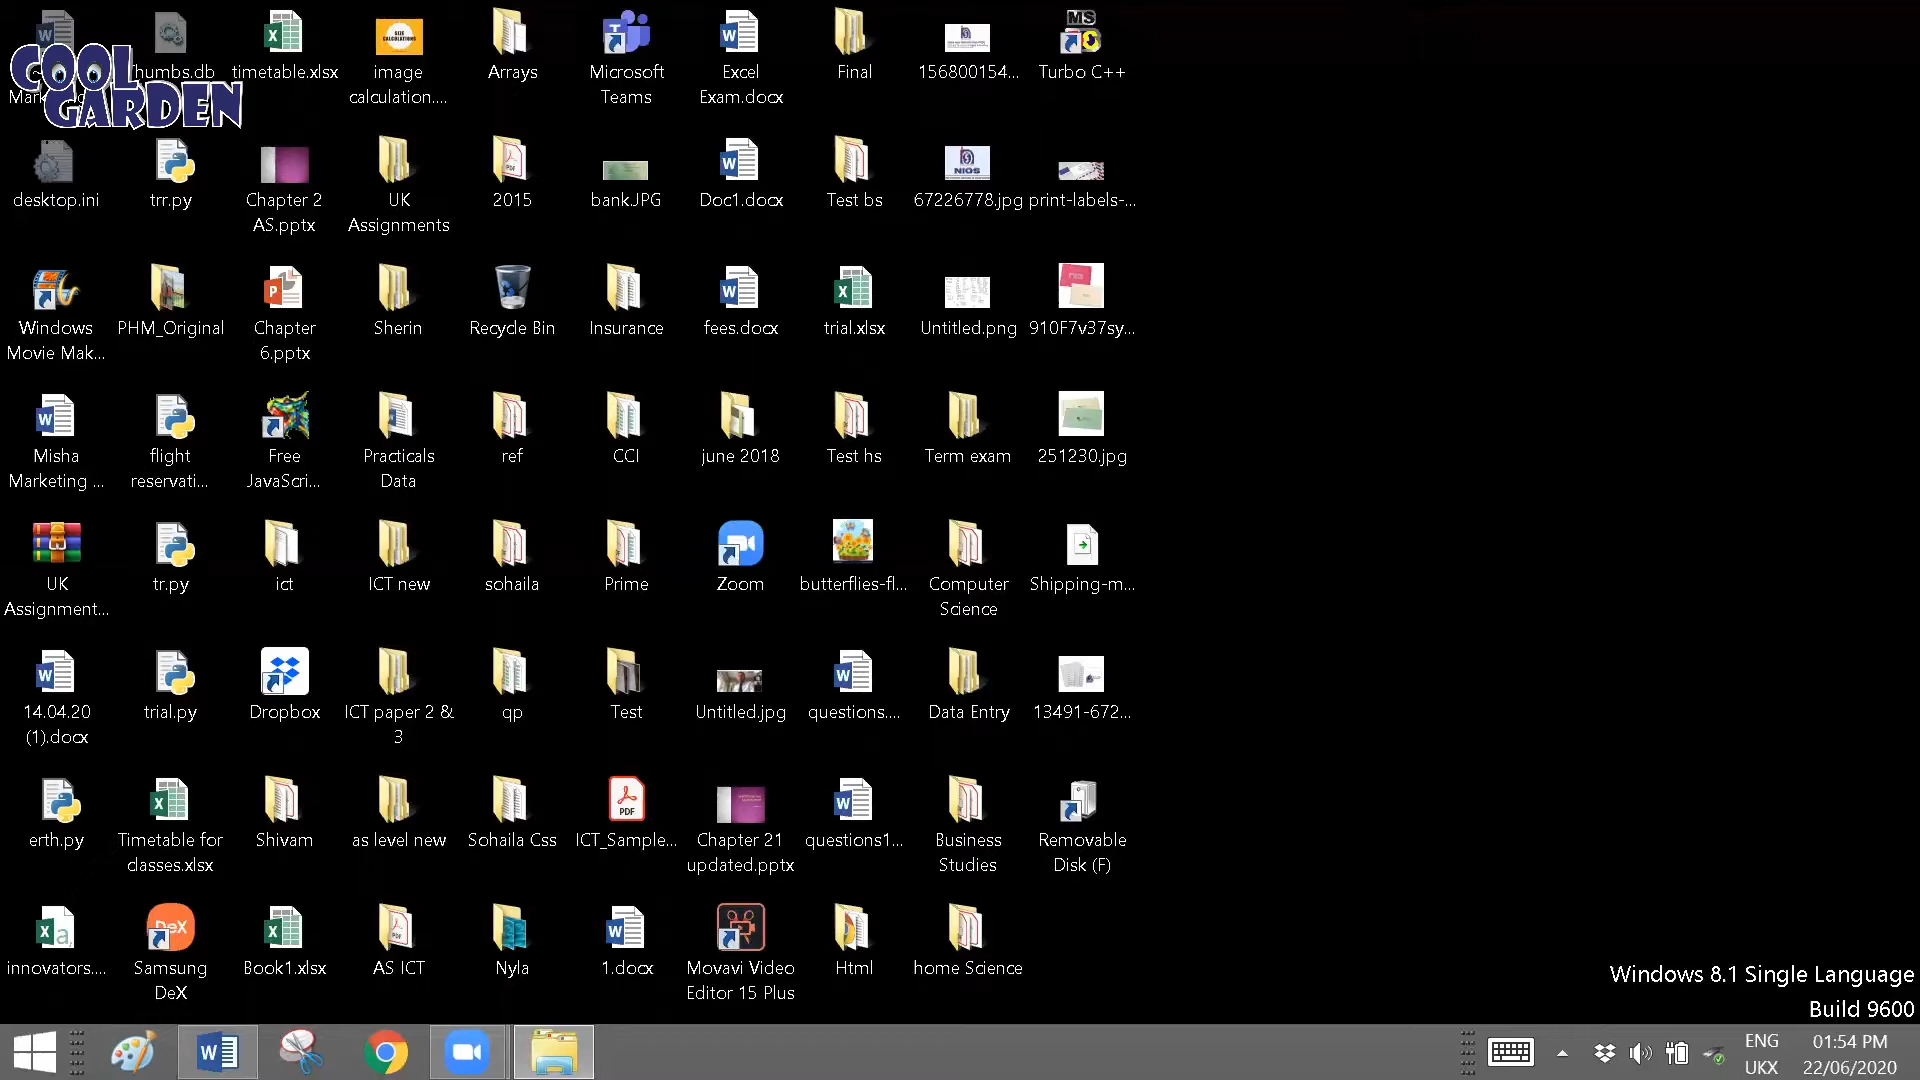 COOL
GARDEN
Thumbs.db
timetable.xlsx
image
calculation....
Arrays
Microsoft
Teams
Excel
Exam.docx
Final
156800154...
Turbo C++
desktop.ini
trr.py
Chapter 2
AS.pptx
UK
Assignments
2015
bank.JPG
Doc1.docx
Test bs
67226778.jpg
print-labels-...
Windows
Movie Mak...
PHM_Original
Chapter
6.pptx
Sherin
Recycle Bin
Insurance
fees.docx
trial.xlsx
Untitled.png
910F7v37sy...
Misha
Marketing ...
flight
reservati...
Free
JavaScri...
Practicals
Data
ref
CCI
june 2018
Test hs
Term exam
251230.jpg
UK
Assignment...
tr.py
ict
ICT new
sohaila
Prime
Zoom
butterflies-fl...
Computer
Science
Shipping-m...
14.04.20
(1).docx
trial.py
Dropbox
ICT paper 2 &
3
qp
Test
Untitled.jpg
questions....
Data Entry
13491-672...
erth.py
Timetable for
classes.xlsx
Shivam
as level new
Sohaila Css
ICT_Sample...
Chapter 21
updated.pptx
questions1...
Business
Studies
Removable
Disk (F)
innovators....
Samsung
DeX
Book1.xlsx
AS ICT
Nyla
1.docx
Movavi Video
Editor 15 Plus
Html
home Science
Windows 8.1 Single Language
Build 9600
ENG
UKX
01:54 PM
22/06/2020